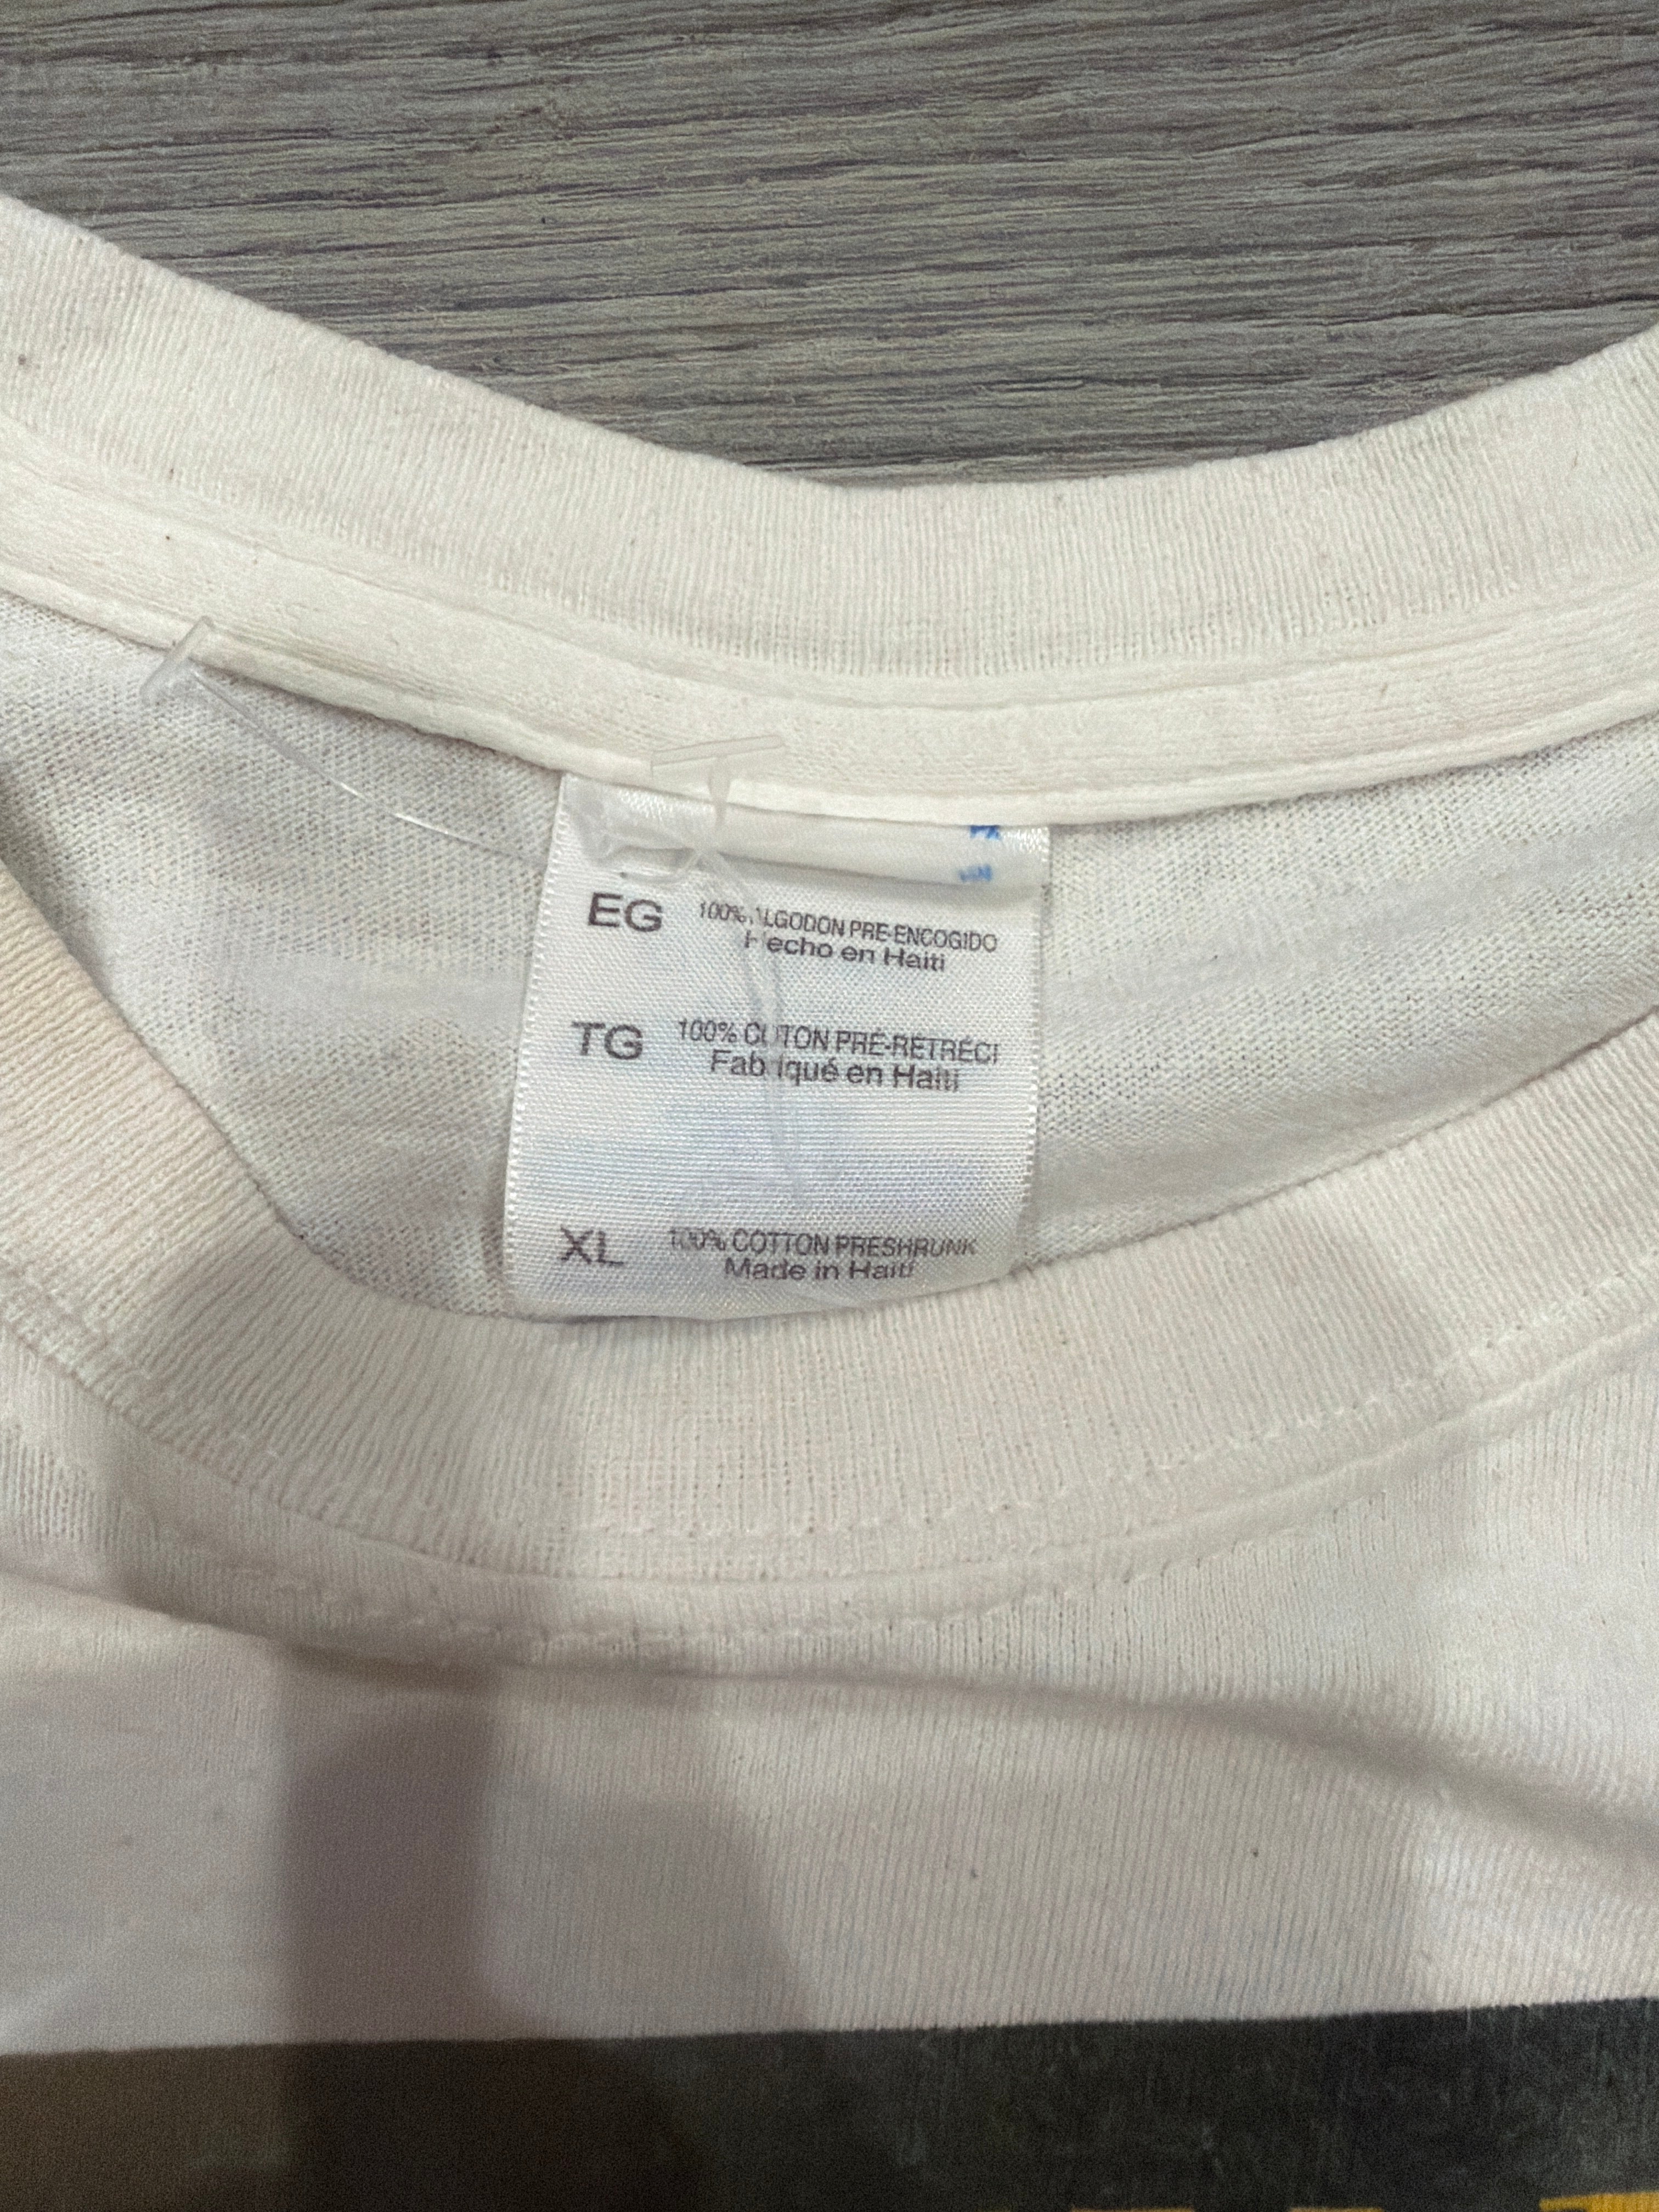 EG 100% ALGODON PRE-ENCOGIDO
Hecho en Haiti
TG 100% COTON PRÉ-RÉTRÉCI
Fabriqué en Haiti
XL 100% COTTON PRESHRUNK
Made in Haiti